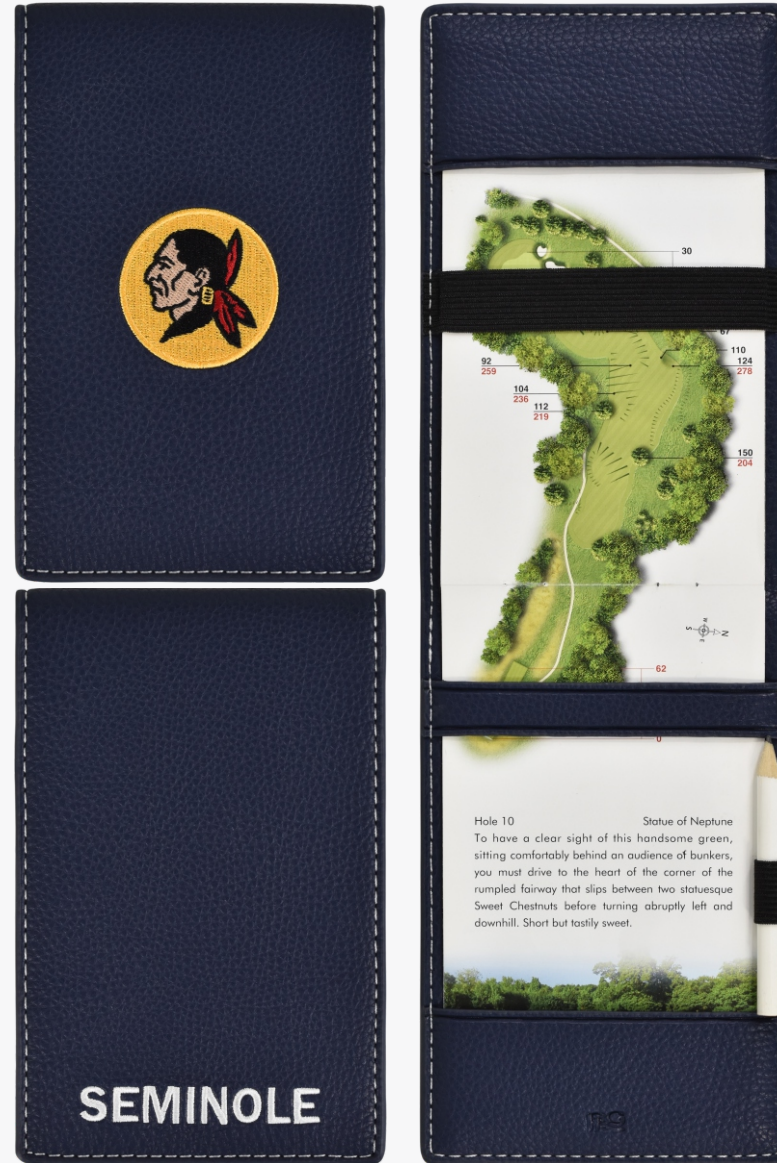 30
67
110
92
259
124
278
104
236
112
219
150
204
N
W
S
E
62
0
Hole 10 Statue of Neptune
To have a clear sight of this handsome green,
sitting comfortably behind an audience of bunkers,
you must drive to the heart of the corner of the
rumpled fairway that slips between two statuesque
Sweet Chestnuts before turning abruptly left and
downhill. Short but tastily sweet.
SEMINOLE